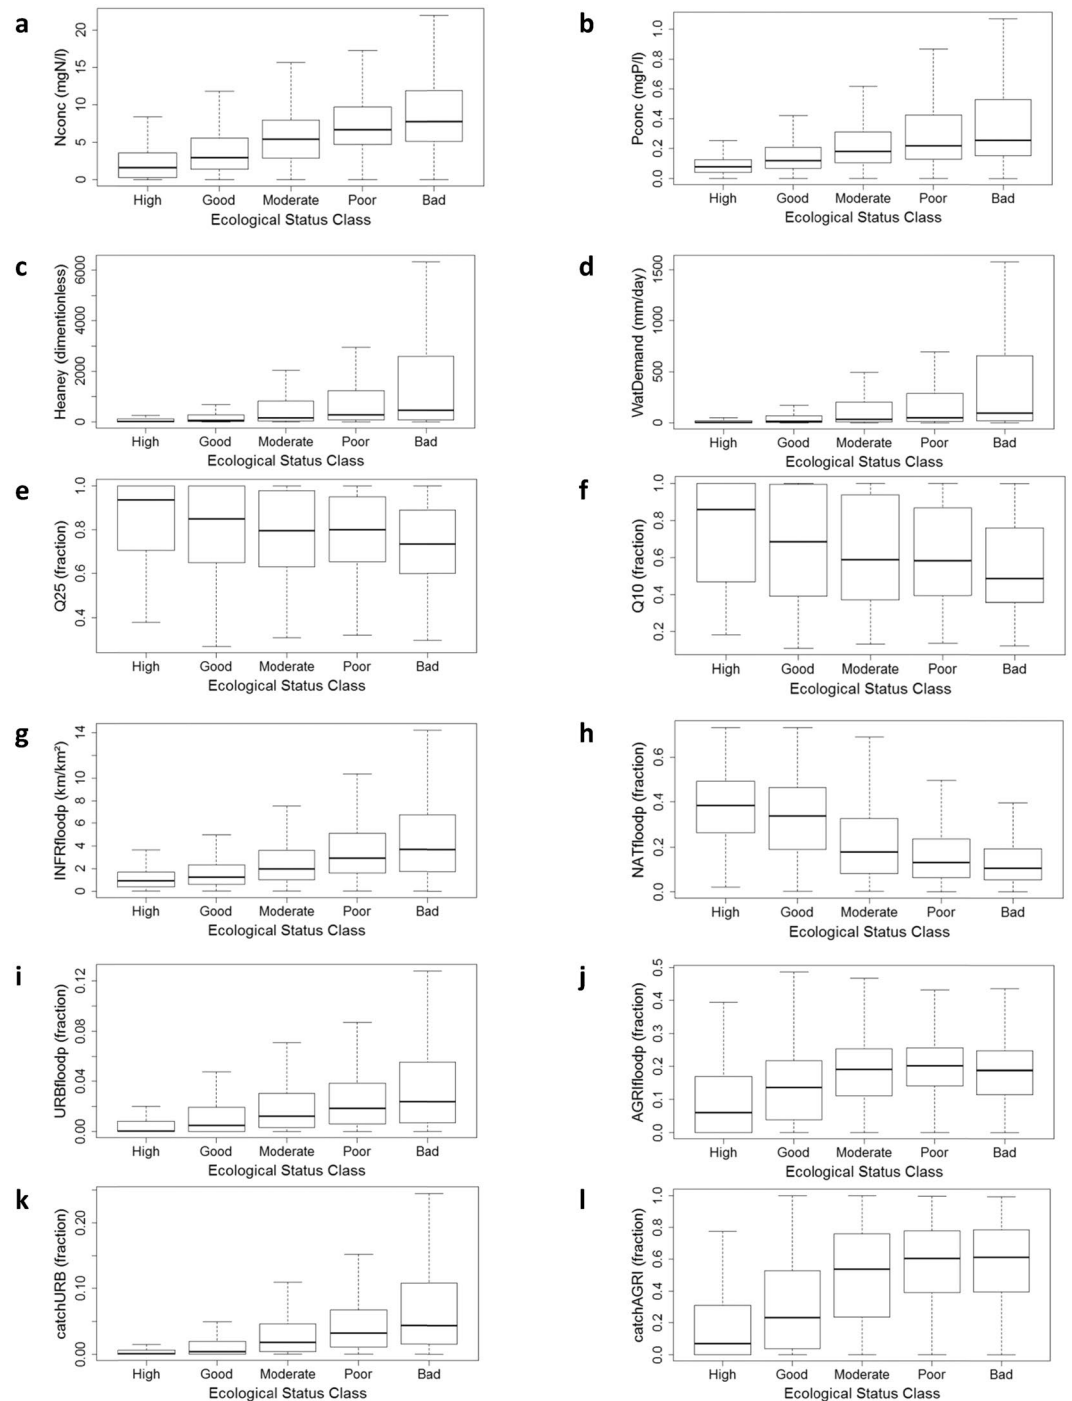 a
Nconc (mgN/l)
20
15
10
5
0
High Good Moderate Poor Bad
Ecological Status Class
b
Pconc (mgP/l)
1.0
0.8
0.6
0.4
0.2
0.0
High Good Moderate Poor Bad
Ecological Status Class
c
Heaney (dimentionless)
6000
4000
2000
0
High Good Moderate Poor Bad
Ecological Status Class
d
WatDemand (mm/day)
1500
1000
500
0
High Good Moderate Poor Bad
Ecological Status Class
e
Q25 (fraction)
1.0
0.8
0.6
0.4
High Good Moderate Poor Bad
Ecological Status Class
f
Q10 (fraction)
1.0
0.8
0.6
0.4
0.2
High Good Moderate Poor Bad
Ecological Status Class
g
INFRfloodp (km/km²)
14
10
8
6
4
2
0
High Good Moderate Poor Bad
Ecological Status Class
h
NATfloodp (fraction)
0.6
0.4
0.2
0.0
High Good Moderate Poor Bad
Ecological Status Class
i
URBfloodp (fraction)
0.12
0.08
0.04
0.00
High Good Moderate Poor Bad
Ecological Status Class
j
AGRIfloodp (fraction)
0.5
0.4
0.3
0.2
0.1
0.0
High Good Moderate Poor Bad
Ecological Status Class
k
catchURB (fraction)
0.20
0.10
0.00
High Good Moderate Poor Bad
Ecological Status Class
l
catchAGRI (fraction)
1.0
0.8
0.6
0.4
0.2
0.0
High Good Moderate Poor Bad
Ecological Status Class